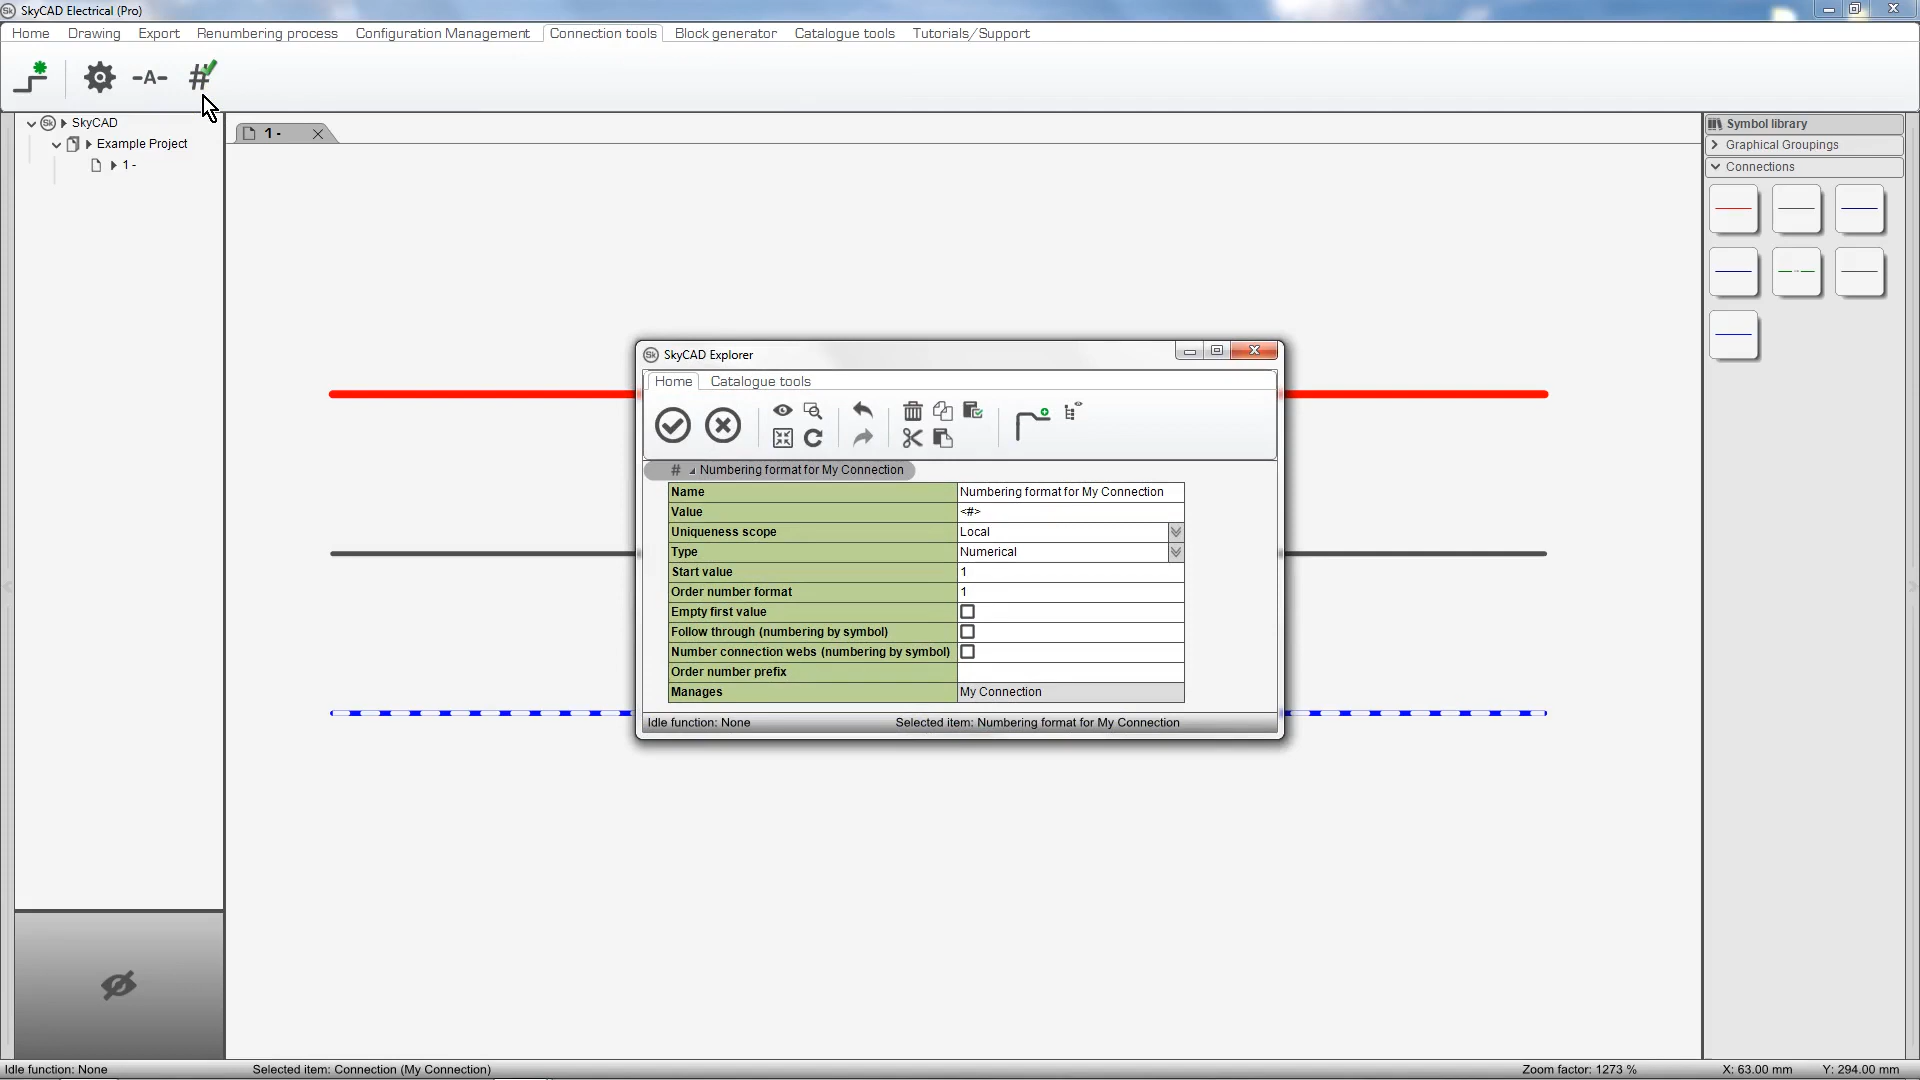 SkyCAD Electrical (Pro)
Home Drawing Export Renumbering process Configuration Management Connection tools Block generator Catalogue tools Tutorials/Support
-A- #
SkyCAD
Example Project
1 -
1 -
Symbol library
Graphical Groupings
Connections
SkyCAD Explorer
Home Catalogue tools
# Numbering format for My Connection
Name Numbering format for My Connection
Value <#>
Uniqueness scope Local
Type Numerical
Start value 1
Order number format 1
Empty first value
Follow through (numbering by symbol)
Number connection webs (numbering by symbol)
Order number prefix
Manages My Connection
Idle function: None Selected item: Numbering format for My Connection
Idle function: None Selected item: Connection (My Connection) Zoom factor: 1273 % X: 63.00 mm Y: 294.00 mm